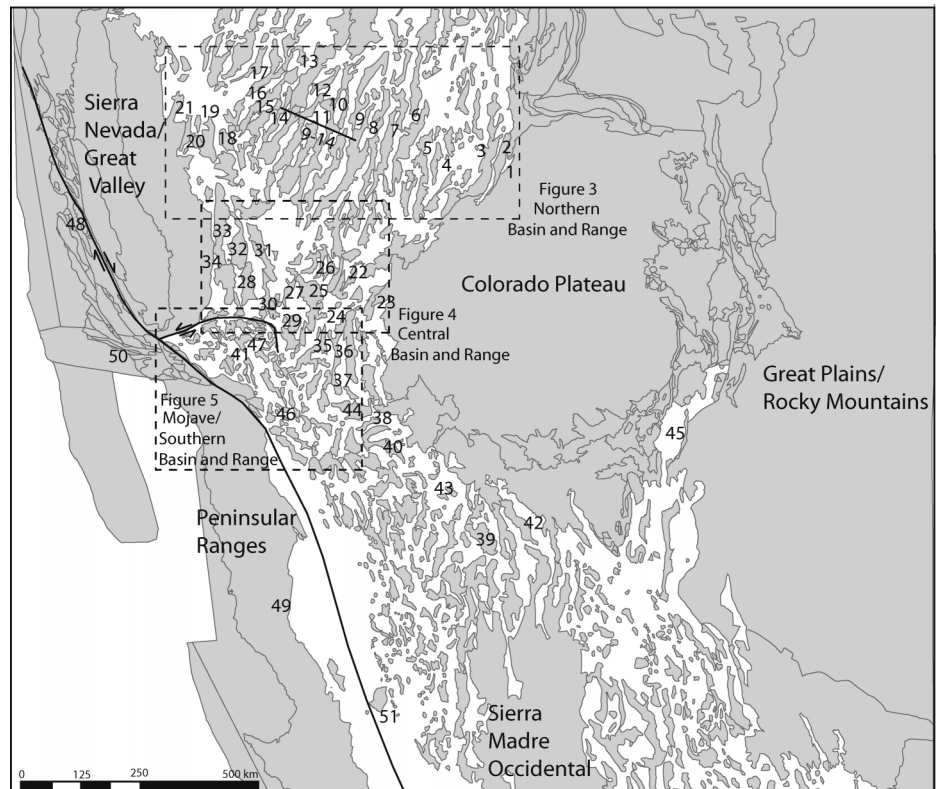 Sierra
Nevada/
Great
Valley
17
13
16
12
15
10
14
11
9
8
7
6
21
19
20
18
9-14
5
4
3
2
1
Figure 3
Northern
Basin and Range
48
33
32
31
34
28
26
22
27
25
30
23
29
24
Colorado Plateau
Figure 4
Central
Basin and Range
50
47
41
35
36
37
46
44
38
40
Figure 5
Mojave/
Southern
Basin and Range
Great Plains/
Rocky Mountains
45
43
42
39
Peninsular
Ranges
49
51
Sierra
Madre
Occidental
0 125 250 500 km